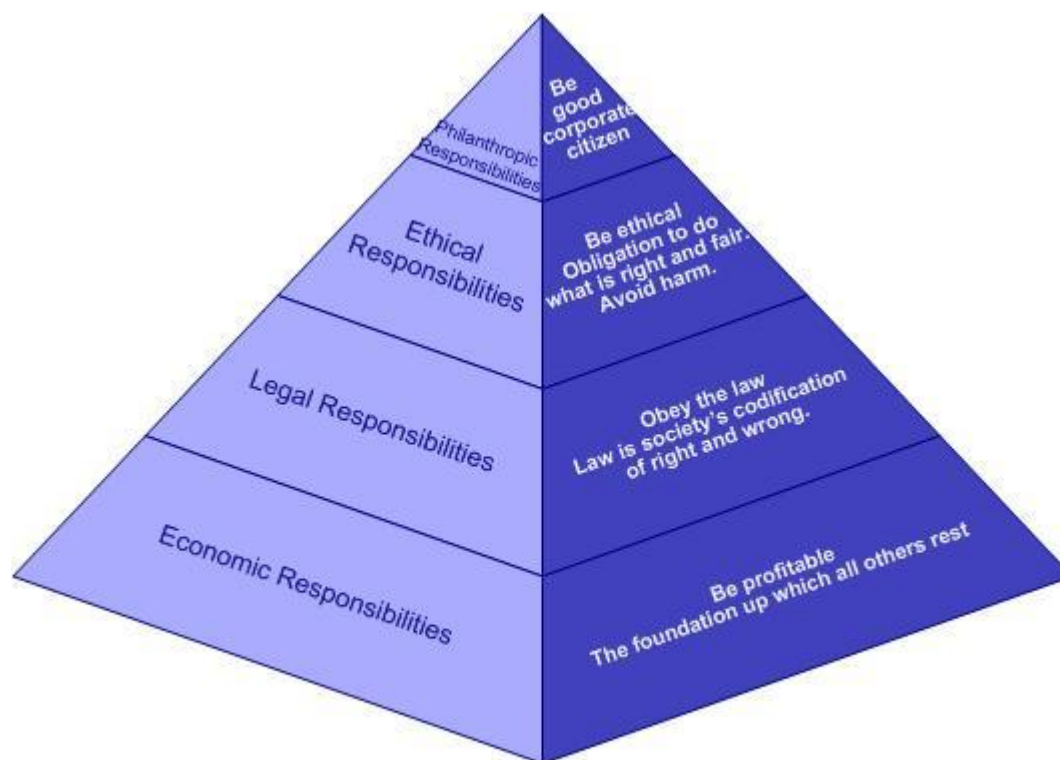 Philanthropic
Responsibilities
Be
good
corporate
citizen
Ethical
Responsibilities
Be ethical
Obligation to do
what is right and fair.
Avoid harm.
Legal Responsibilities
Obey the law
Law is society's codification
of right and wrong.
Economic Responsibilities
Be profitable
The foundation up which all others rest